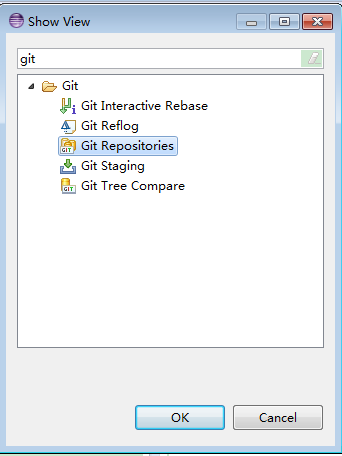 Show View
git
Git
Git Interactive Rebase
Git Reflog
Git Repositories
Git Staging
Git Tree Compare
OK
Cancel